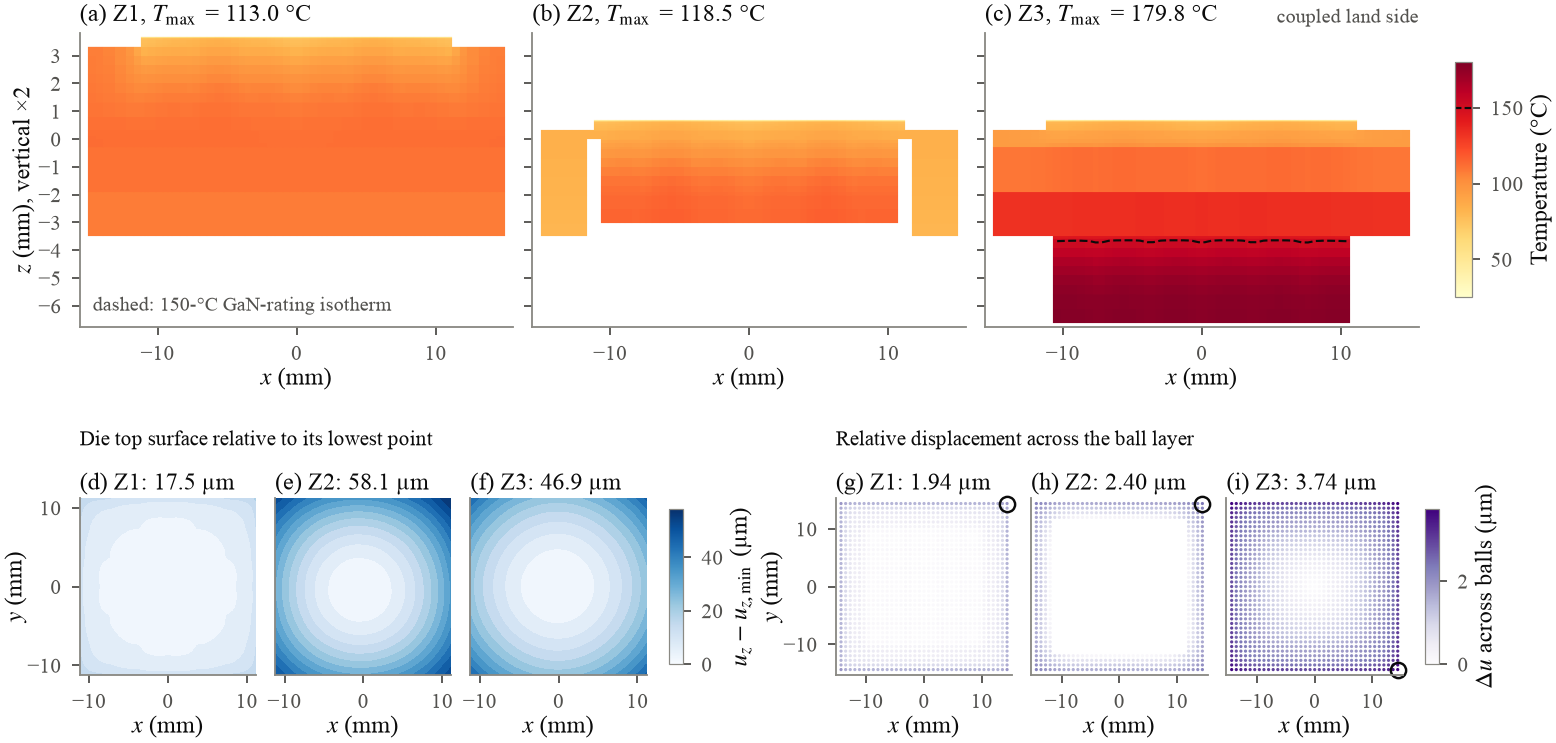 (a) Z1, Tmax = 113.0 °C
(b) Z2, Tmax = 118.5 °C
(c) Z3, Tmax = 179.8 °C
coupled land side
z (mm), vertical ×2
3
2
1
0
−1
−2
−3
−4
−5
−6
dashed: 150-°C GaN-rating isotherm
−10 0 10
x (mm)
−10 0 10
x (mm)
−10 0 10
x (mm)
150
100
50
Temperature (°C)
Die top surface relative to its lowest point
(d) Z1: 17.5 µm
(e) Z2: 58.1 µm
(f) Z3: 46.9 µm
y (mm)
10
0
−10
−10 0 10
x (mm)
−10 0 10
x (mm)
−10 0 10
x (mm)
40
20
0
uz − uz,min (µm)
Relative displacement across the ball layer
(g) Z1: 1.94 µm
(h) Z2: 2.40 µm
(i) Z3: 3.74 µm
y (mm)
10
0
−10
−10 0 10
x (mm)
−10 0 10
x (mm)
−10 0 10
x (mm)
2
0
Δu across balls (µm)